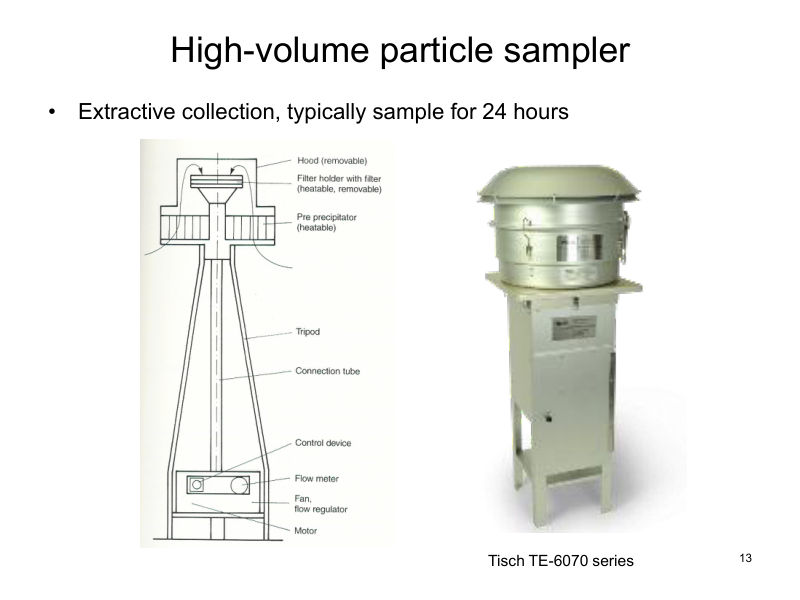 High-volume particle sampler
• Extractive collection, typically sample for 24 hours
Hood (removable)
Filter holder with filter
(heatable, removable)
Pre precipitator
(heatable)
Tripod
Connection tube
Control device
Flow meter
Fan,
flow regulator
Motor
Tisch TE-6070 series
13